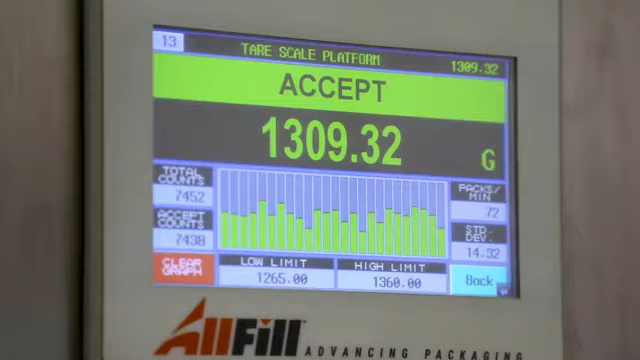 13
TARE SCALE PLATFORM
1309.32
ACCEPT
1309.32 G
TOTAL COUNTS
7452
ACCEPT COUNTS
7438
PACKS/MIN
72
STD. DEV.
14.32
CLEAR GRAPH
LOW LIMIT
1265.00
HIGH LIMIT
1360.00
Back
AllFill
ADVANCING PACKAGING